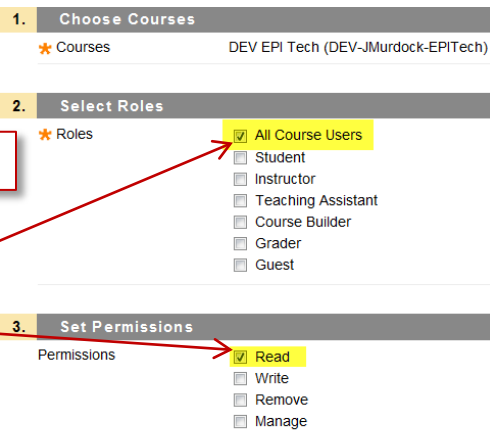 1. Choose Courses
Courses DEV EPI Tech (DEV-JMurdock-EPITech)
2. Select Roles
Roles All Course Users
Student
Instructor
Teaching Assistant
Course Builder
Grader
Guest
3. Set Permissions
Permissions Read
Write
Remove
Manage